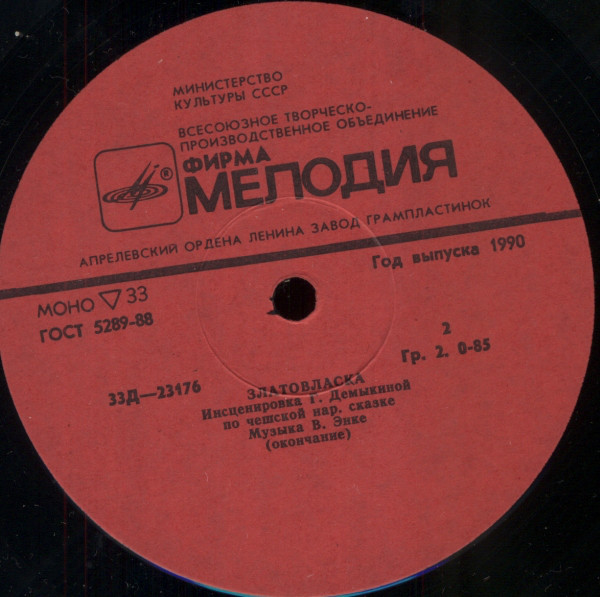 МИНИСТЕРСТВО
КУЛЬТУРЫ СССР
ВСЕСОЮЗНОЕ ТВОРЧЕСКО-
ПРОИЗВОДСТВЕННОЕ ОБЪЕДИНЕНИЕ
ФИРМА
®
МЕЛОДИЯ
АПРЕЛЕВСКИЙ ОРДЕНА ЛЕНИНА ЗАВОД ГРАМПЛАСТИНОК
Год выпуска 1990
МОНО ▽ 33
ГОСТ 5289-88
2
Гр. 2. 0-85
33Д—23176
ЗЛАТОВЛАСКА
Инсценировка Г. Демыкиной
по чешской нар. сказке
Музыка В. Энке
(окончание)